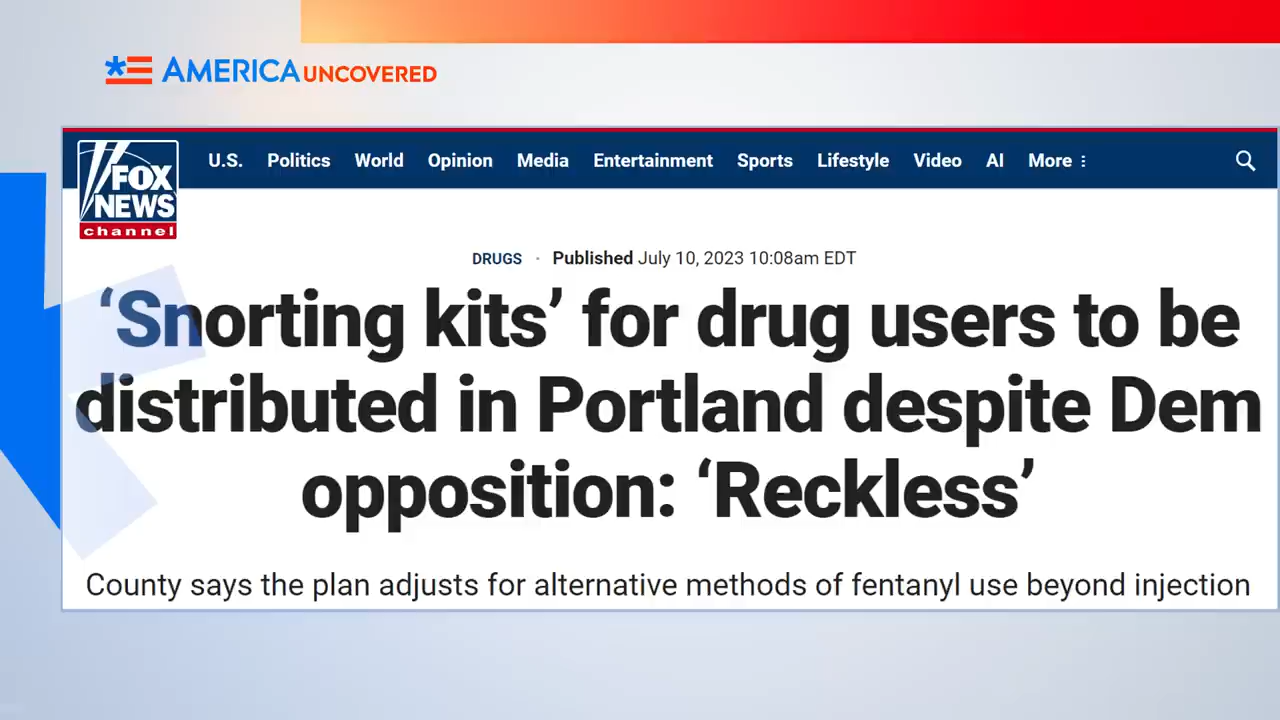 AMERICA UNCOVERED
FOX NEWS channel
U.S. Politics World Opinion Media Entertainment Sports Lifestyle Video AI More
DRUGS · Published July 10, 2023 10:08am EDT
‘Snorting kits’ for drug users to be
distributed in Portland despite Dem
opposition: ‘Reckless’
County says the plan adjusts for alternative methods of fentanyl use beyond injection